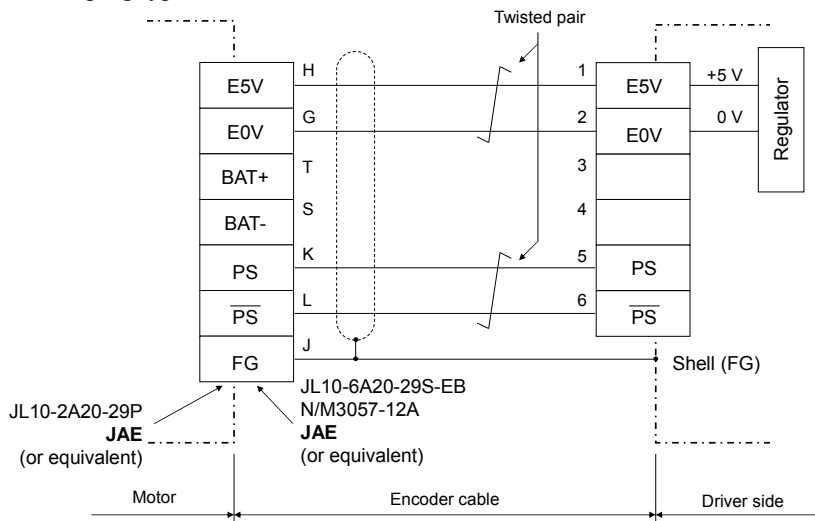 Twisted pair
H
1
E5V
E5V
+5 V
G
2
E0V
E0V
0 V
Regulator
T
3
BAT+
S
4
BAT-
K
5
PS
PS
L
6
PS
PS
J
FG
Shell (FG)
JL10-2A20-29P
JAE
(or equivalent)
JL10-6A20-29S-EB
N/M3057-12A
JAE
(or equivalent)
Motor
Encoder cable
Driver side